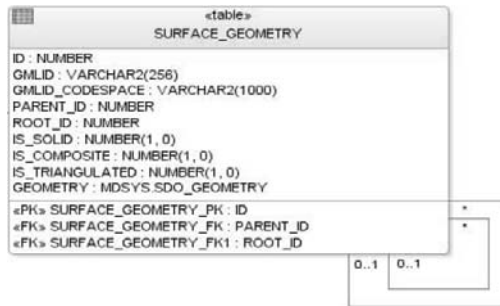 «table»
SURFACE_GEOMETRY
ID : NUMBER
GMLID : VARCHAR2(256)
GMLID_CODESPACE : VARCHAR2(1000)
PARENT_ID : NUMBER
ROOT_ID : NUMBER
IS_SOLID : NUMBER(1, 0)
IS_COMPOSITE : NUMBER(1, 0)
IS_TRIANGULATED : NUMBER(1, 0)
GEOMETRY : MDSYS.SDO_GEOMETRY
«PK» SURFACE_GEOMETRY_PK : ID
«FK» SURFACE_GEOMETRY_FK : PARENT_ID
«FK» SURFACE_GEOMETRY_FK1 : ROOT_ID
*
*
0..1 0..1